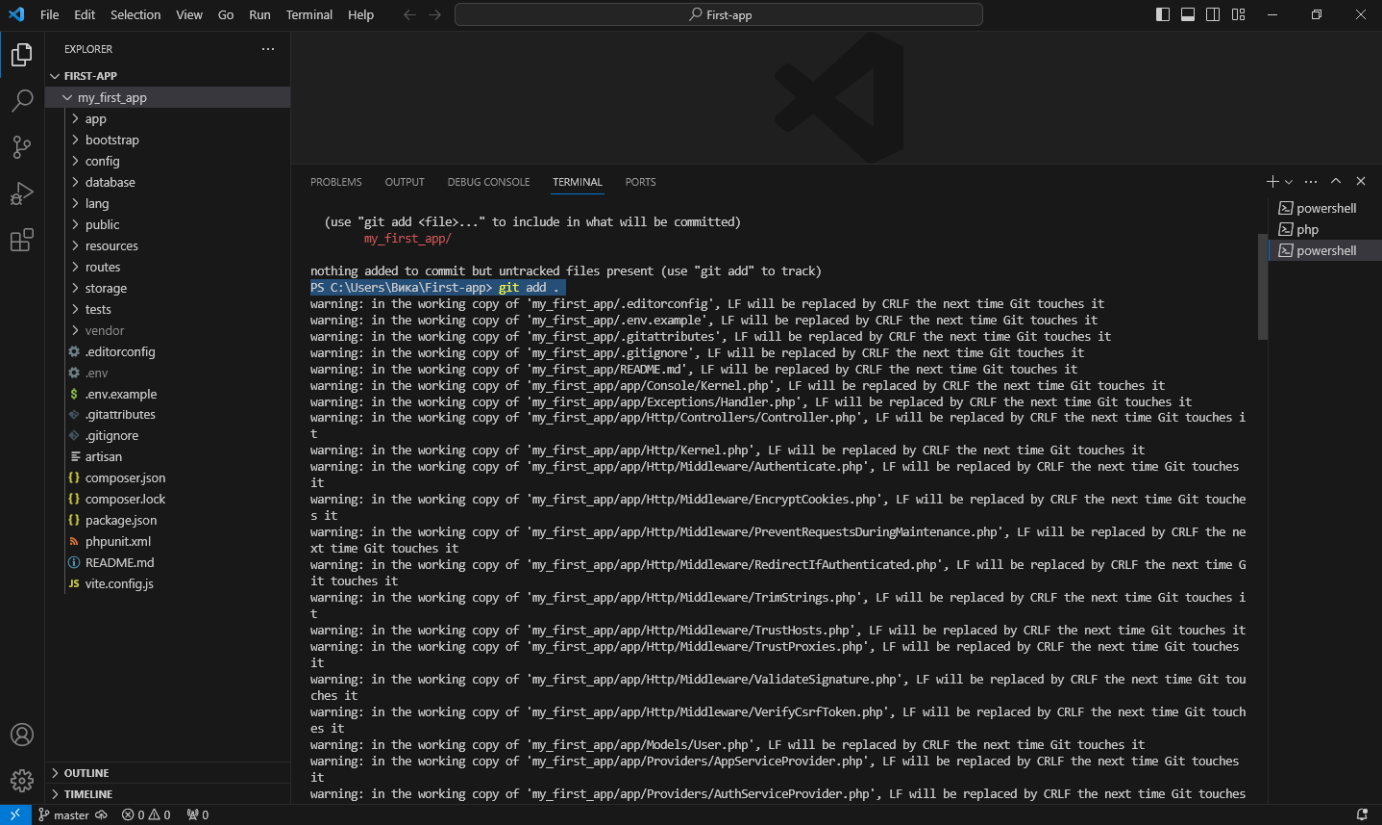 File Edit Selection View Go Run Terminal Help
First-app
EXPLORER
FIRST-APP
my_first_app
app
bootstrap
config
database
lang
public
resources
routes
storage
tests
vendor
.editorconfig
.env
$ .env.example
.gitattributes
.gitignore
artisan
{} composer.json
{} composer.lock
{} package.json
phpunit.xml
README.md
JS vite.config.js
OUTLINE
TIMELINE
PROBLEMS OUTPUT DEBUG CONSOLE TERMINAL PORTS
(use "git add <file>..." to include in what will be committed)
my_first_app/
nothing added to commit but untracked files present (use "git add" to track)
PS C:\Users\Вика\First-app> git add .
warning: in the working copy of 'my_first_app/.editorconfig', LF will be replaced by CRLF the next time Git touches it
warning: in the working copy of 'my_first_app/.env.example', LF will be replaced by CRLF the next time Git touches it
warning: in the working copy of 'my_first_app/.gitattributes', LF will be replaced by CRLF the next time Git touches it
warning: in the working copy of 'my_first_app/.gitignore', LF will be replaced by CRLF the next time Git touches it
warning: in the working copy of 'my_first_app/README.md', LF will be replaced by CRLF the next time Git touches it
warning: in the working copy of 'my_first_app/app/Console/Kernel.php', LF will be replaced by CRLF the next time Git touches it
warning: in the working copy of 'my_first_app/app/Exceptions/Handler.php', LF will be replaced by CRLF the next time Git touches it
warning: in the working copy of 'my_first_app/app/Http/Controllers/Controller.php', LF will be replaced by CRLF the next time Git touches i
t
warning: in the working copy of 'my_first_app/app/Http/Kernel.php', LF will be replaced by CRLF the next time Git touches it
warning: in the working copy of 'my_first_app/app/Http/Middleware/Authenticate.php', LF will be replaced by CRLF the next time Git touches
it
warning: in the working copy of 'my_first_app/app/Http/Middleware/EncryptCookies.php', LF will be replaced by CRLF the next time Git touche
s it
warning: in the working copy of 'my_first_app/app/Http/Middleware/PreventRequestsDuringMaintenance.php', LF will be replaced by CRLF the ne
xt time Git touches it
warning: in the working copy of 'my_first_app/app/Http/Middleware/RedirectIfAuthenticated.php', LF will be replaced by CRLF the next time G
it touches it
warning: in the working copy of 'my_first_app/app/Http/Middleware/TrimStrings.php', LF will be replaced by CRLF the next time Git touches i
t
warning: in the working copy of 'my_first_app/app/Http/Middleware/TrustHosts.php', LF will be replaced by CRLF the next time Git touches it
warning: in the working copy of 'my_first_app/app/Http/Middleware/TrustProxies.php', LF will be replaced by CRLF the next time Git touches
it
warning: in the working copy of 'my_first_app/app/Http/Middleware/ValidateSignature.php', LF will be replaced by CRLF the next time Git tou
ches it
warning: in the working copy of 'my_first_app/app/Http/Middleware/VerifyCsrfToken.php', LF will be replaced by CRLF the next time Git touch
es it
warning: in the working copy of 'my_first_app/app/Models/User.php', LF will be replaced by CRLF the next time Git touches it
warning: in the working copy of 'my_first_app/app/Providers/AppServiceProvider.php', LF will be replaced by CRLF the next time Git touches
it
warning: in the working copy of 'my_first_app/app/Providers/AuthServiceProvider.php', LF will be replaced by CRLF the next time Git touches
powershell
php
powershell
master 0 0 0